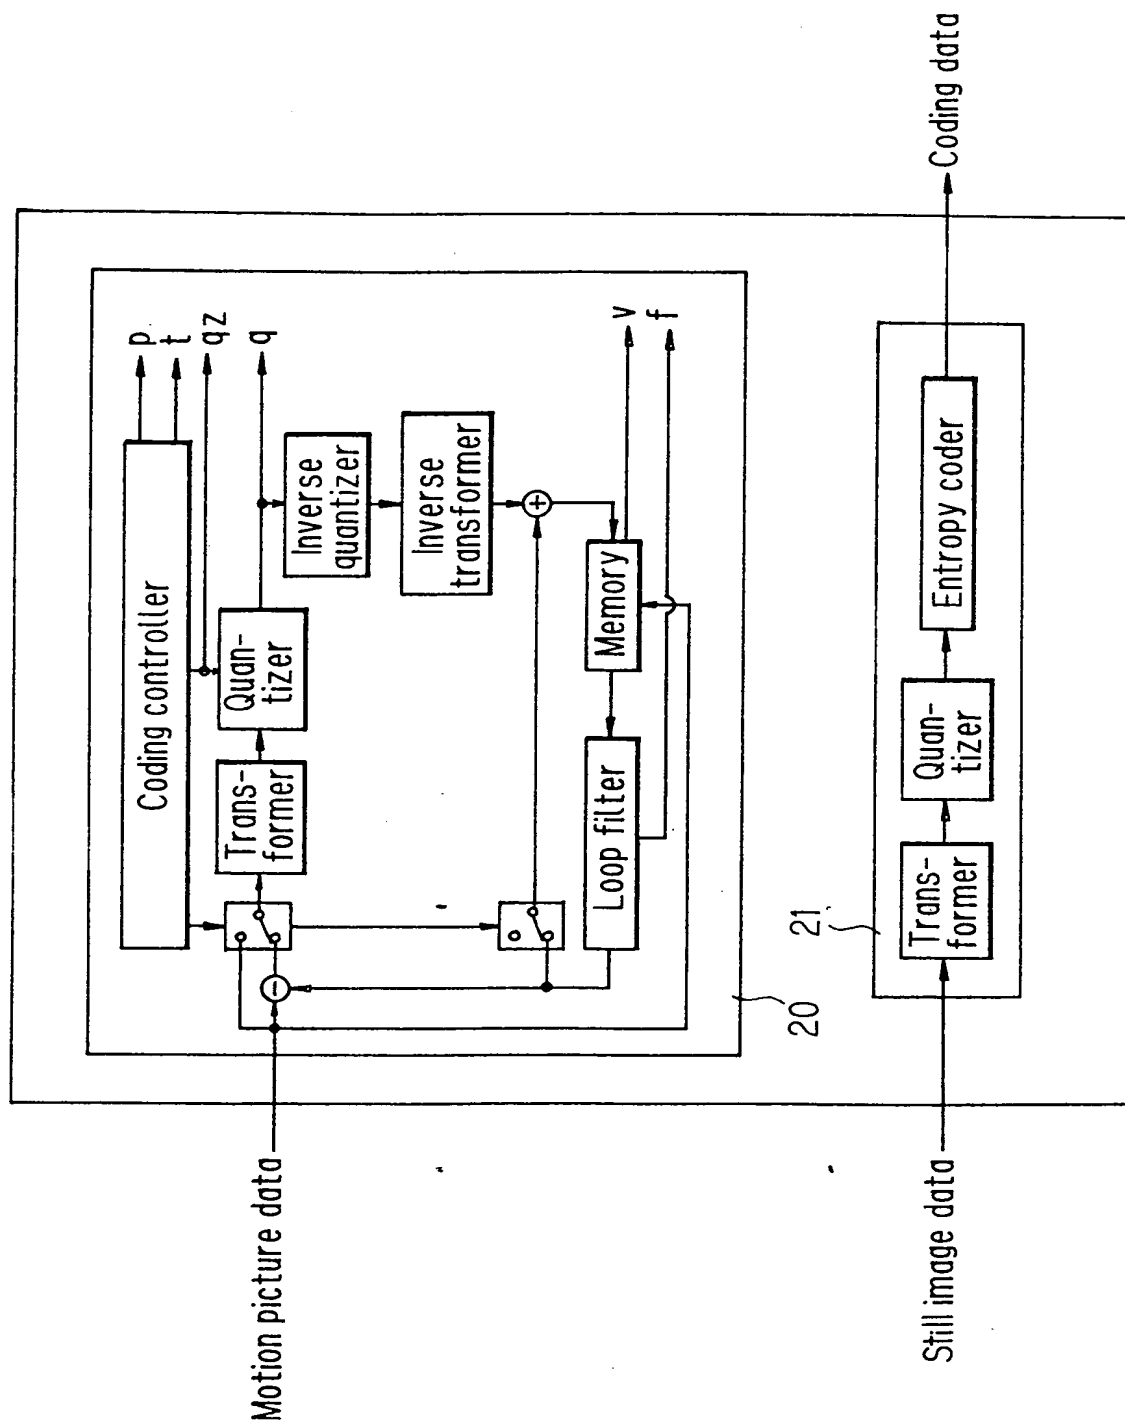 Motion picture data
Coding controller
p
t
qz
q
Trans-
former
Quan-
tizer
Inverse
quantizer
Inverse
transformer
Loop filter
Memory
v
f
20
21
Still image data
Trans-
former
Quan-
tizer
Entropy coder
Coding data